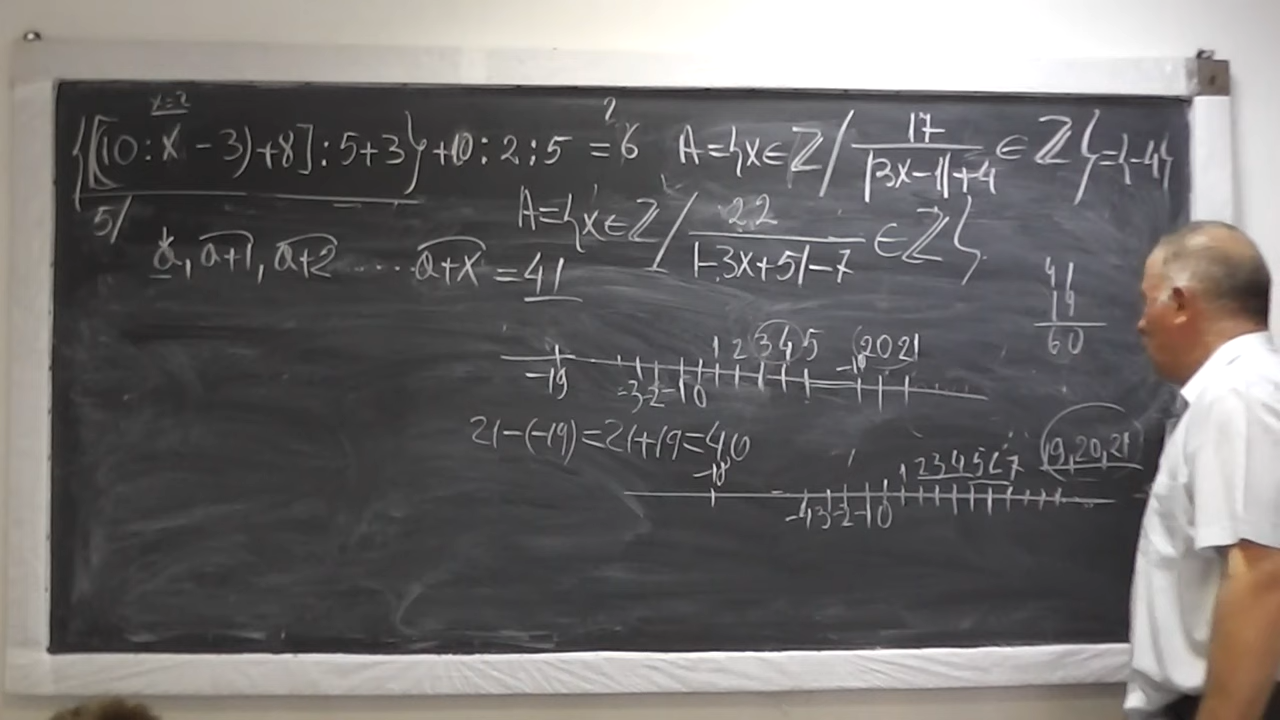 x=2
{[(10:x-3)+8]:5+3}+10:2:5 =6
?
5/
A={x∈ℤ/ 17/|3x-1|+4 ∈ℤ}={-4}
A={x∈ℤ/ 22/|-3x+5|-7 ∈ℤ}
a, a+1, a+2 ....a+x =41
41
19
60
1 2 3 4 5 20 21
-19 -3 -2 -1 0
21-(-19)=21+19=40
-18
1 2 3 4 5 6 7 19, 20, 21
-4 -3 -2 -1 0